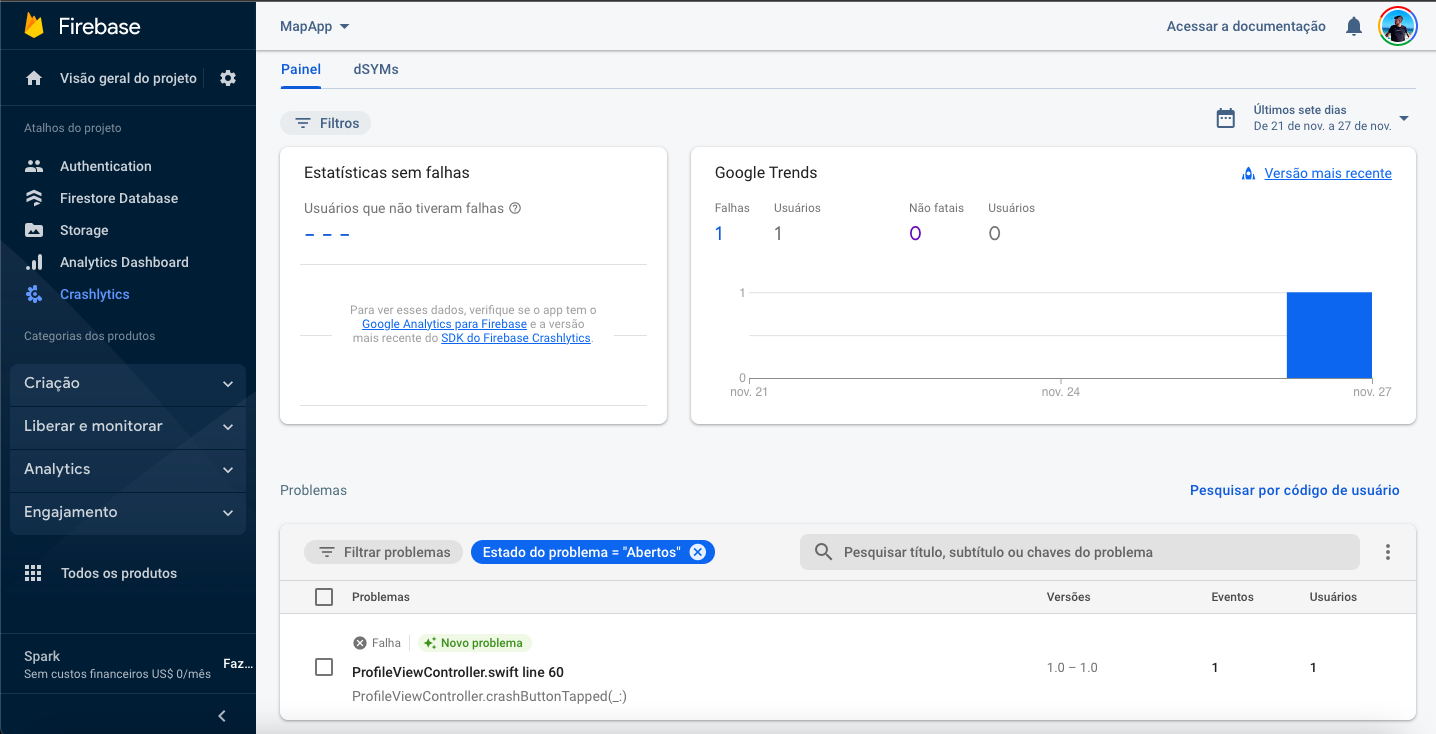 Firebase
Visão geral do projeto
Atalhos do projeto
Authentication
Firestore Database
Storage
Analytics Dashboard
Crashlytics
Categorias dos produtos
Criação
Liberar e monitorar
Analytics
Engajamento
Todos os produtos
Spark
Sem custos financeiros US$ 0/mês
Faz...
MapApp
Acessar a documentação
Painel
dSYMs
Filtros
Últimos sete dias
De 21 de nov. a 27 de nov.
Estatísticas sem falhas
Usuários que não tiveram falhas
– – –
Para ver esses dados, verifique se o app tem o
Google Analytics para Firebase e a versão
mais recente do SDK do Firebase Crashlytics.
Google Trends
Versão mais recente
Falhas Usuários Não fatais Usuários
1 1 0 0
1
0
nov. 21 nov. 24 nov. 27
Problemas
Pesquisar por código de usuário
Filtrar problemas
Estado do problema = "Abertos"
Pesquisar título, subtítulo ou chaves do problema
Problemas Versões Eventos Usuários
Falha Novo problema
ProfileViewController.swift line 60
ProfileViewController.crashButtonTapped(_:)
1.0 – 1.0 1 1